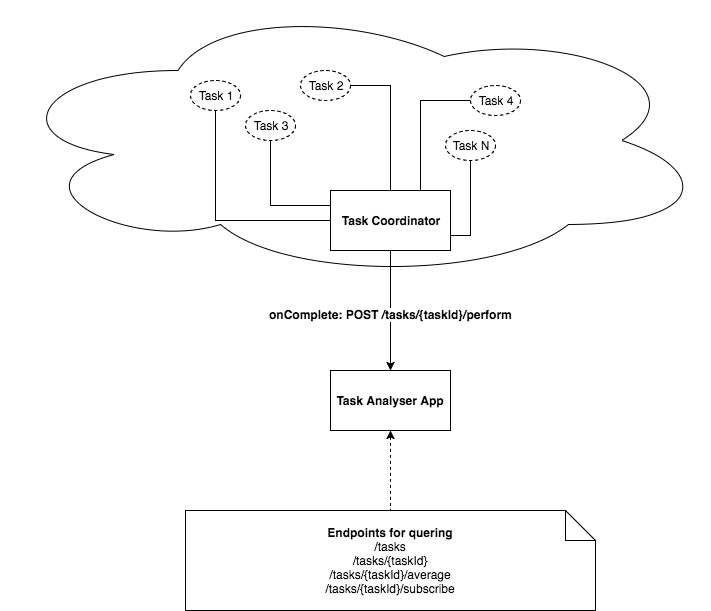 Task 2
Task 1
Task 4
Task 3
Task N
Task Coordinator
onComplete: POST /tasks/{taskId}/perform
Task Analyser App
Endpoints for quering
/tasks
/tasks/{taskId}
/tasks/{taskId}/average
/tasks/{taskId}/subscribe